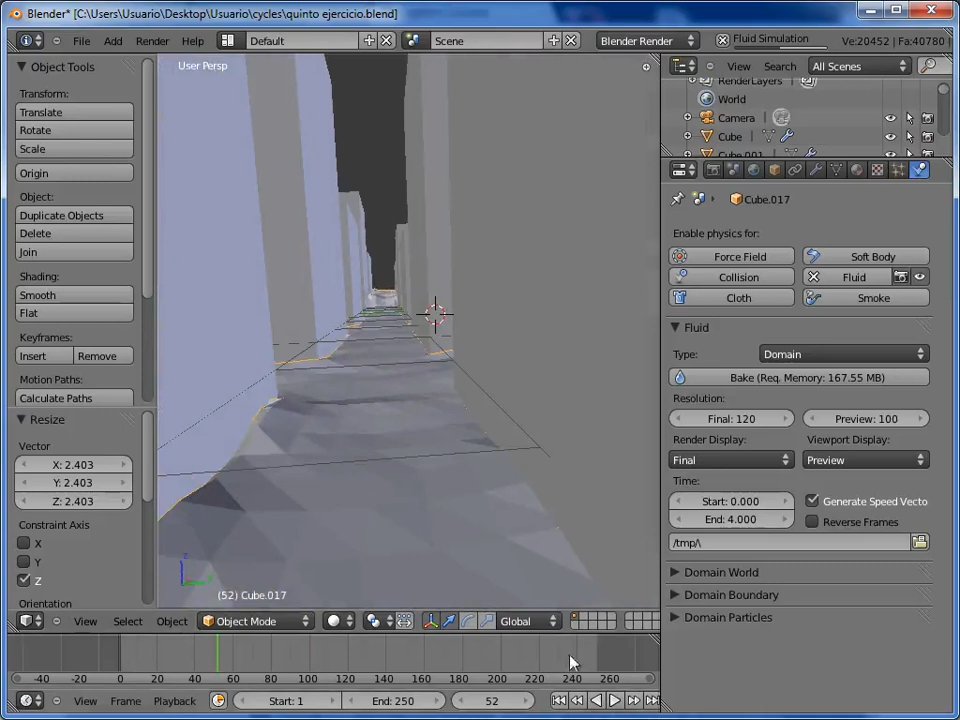 Blender* [C:\Users\Usuario\Desktop\Usuario\cycles\quinto ejercicio.blend]
File Add Render Help Default Scene Blender Render Fluid Simulation Ve:20452 | Fa:40780 |
Object Tools
Transform:
Translate
Rotate
Scale
Origin
Object:
Duplicate Objects
Delete
Join
Shading:
Smooth
Flat
Keyframes:
Insert Remove
Motion Paths:
Calculate Paths
Resize
Vector
X: 2.403
Y: 2.403
Z: 2.403
Constraint Axis
X
Y
Z
Orientation
User Persp
z
(52) Cube.017
View Select Object Object Mode Global
-40 -20 0 20 40 60 80 100 120 140 160 180 200 220 240 260
View Frame Playback Start: 1 End: 250 52
View Search All Scenes
RenderLayers
World
Camera
Cube
Cube.001
Cube.017
Enable physics for:
Force Field Soft Body
Collision Fluid
Cloth Smoke
Fluid
Type: Domain
Bake (Req. Memory: 167.55 MB)
Resolution:
Final: 120 Preview: 100
Render Display: Viewport Display:
Final Preview
Time:
Start: 0.000 Generate Speed Vecto
End: 4.000 Reverse Frames
/tmp/\
Domain World
Domain Boundary
Domain Particles